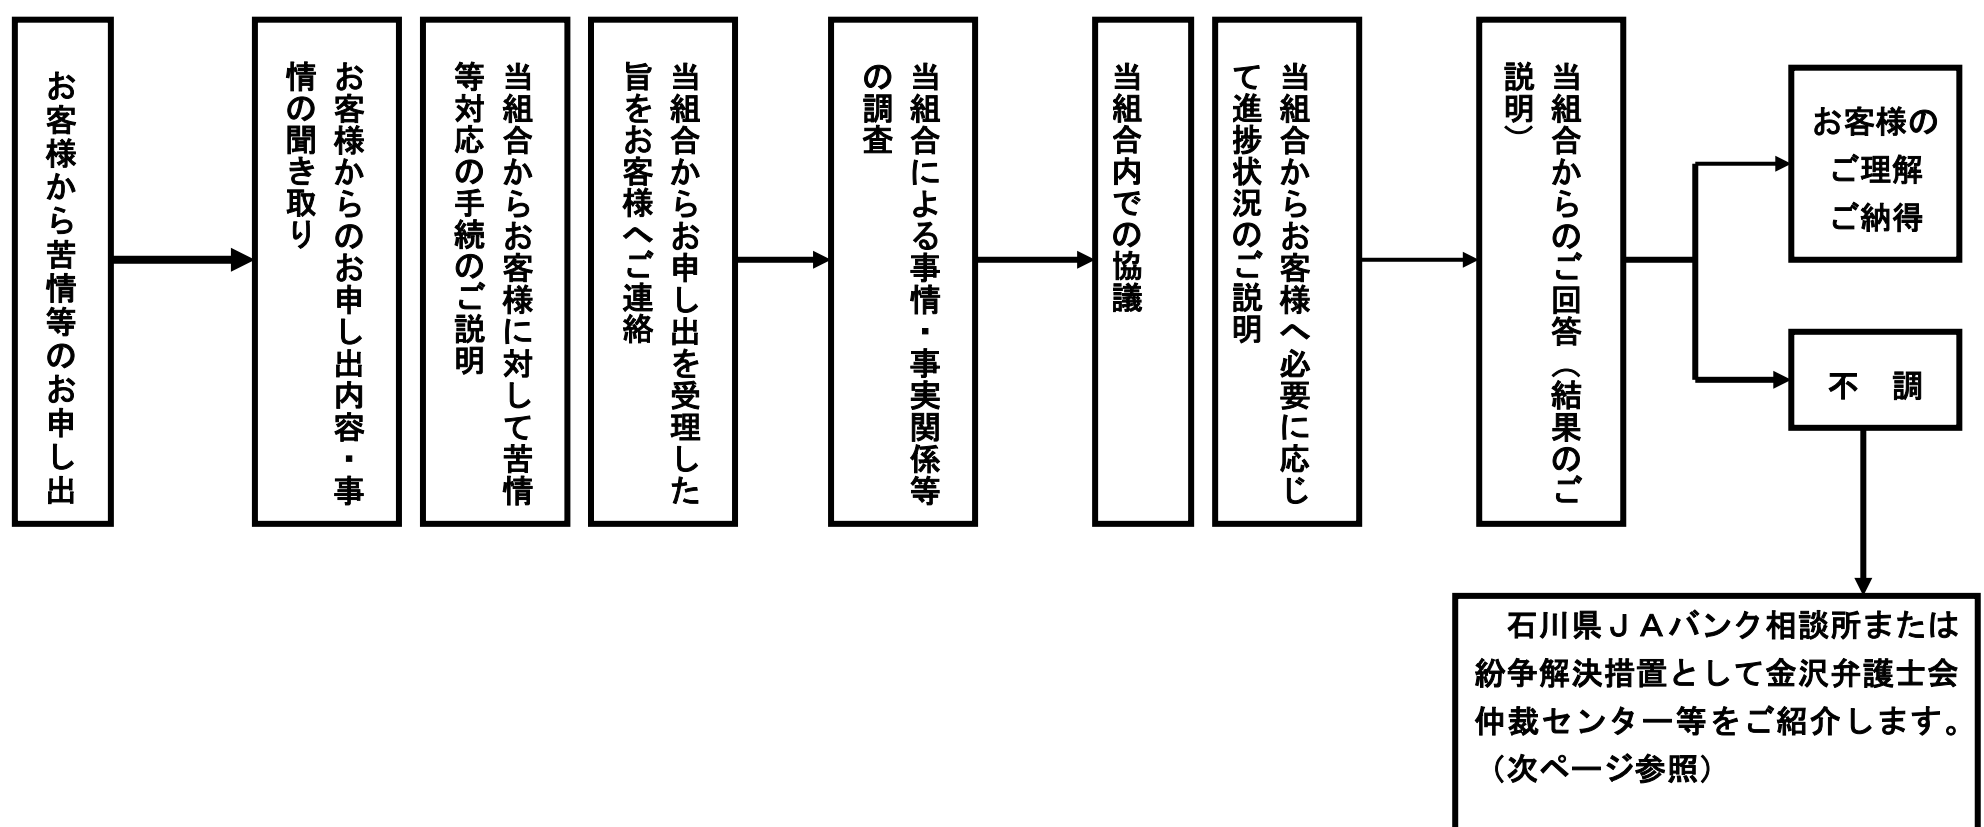 お客様から苦情等のお申し出
お客様からのお申し出内容・事
情の聞き取り
当組合からお客様に対して苦情
等対応の手続のご説明
当組合からお申し出を受理した
旨をお客様へご連絡
当組合による事情・事実関係等
の調査
当組合内での協議
当組合からお客様へ必要に応じ
て進捗状況のご説明
当組合からのご回答（結果のご
説明）
お客様の
ご理解
ご納得
不　調
石川県ＪＡバンク相談所または
紛争解決措置として金沢弁護士会
仲裁センター等をご紹介します。
（次ページ参照）